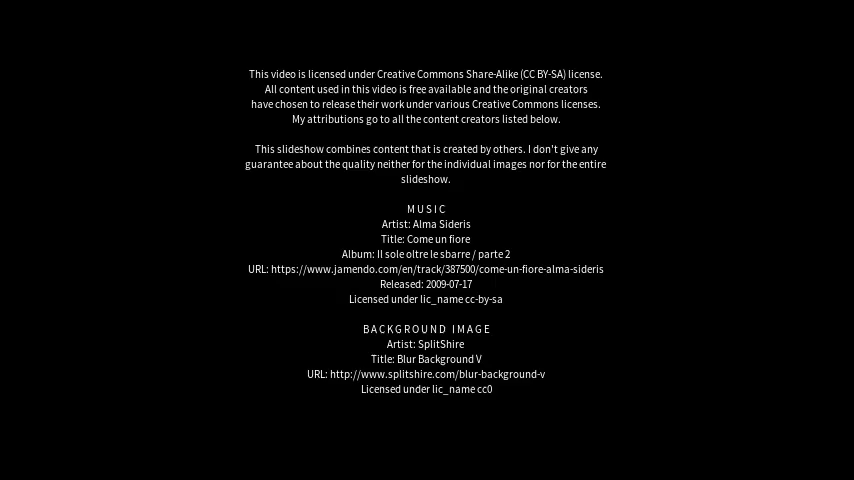 This video is licensed under Creative Commons Share-Alike (CC BY-SA) license.
All content used in this video is free available and the original creators
have chosen to release their work under various Creative Commons licenses.
My attributions go to all the content creators listed below.
This slideshow combines content that is created by others. I don't give any
guarantee about the quality neither for the individual images nor for the entire
slideshow.
MUSIC
Artist: Alma Sideris
Title: Come un fiore
Album: Il sole oltre le sbarre / parte 2
URL: https://www.jamendo.com/en/track/387500/come-un-fiore-alma-sideris
Released: 2009-07-17
Licensed under lic_name cc-by-sa
BACKGROUND IMAGE
Artist: SplitShire
Title: Blur Background V
URL: http://www.splitshire.com/blur-background-v
Licensed under lic_name cc0